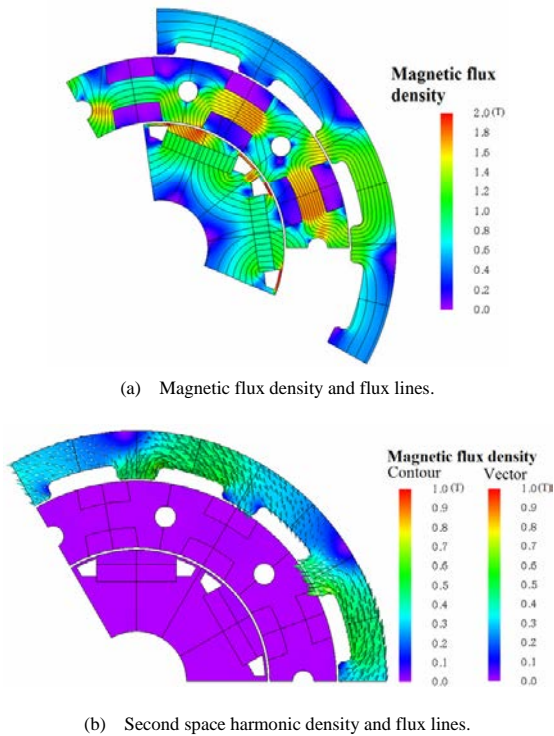 Magnetic flux
density
2.0(T)
1.8
1.6
1.4
1.2
1.0
0.8
0.6
0.4
0.2
0.0
(a) Magnetic flux density and flux lines.
Magnetic flux density
Contour Vector
1.0(T) 1.0(T)
0.9 0.9
0.8 0.8
0.7 0.7
0.6 0.6
0.5 0.5
0.4 0.4
0.3 0.3
0.2 0.2
0.1 0.1
0.0 0.0
(b) Second space harmonic density and flux lines.